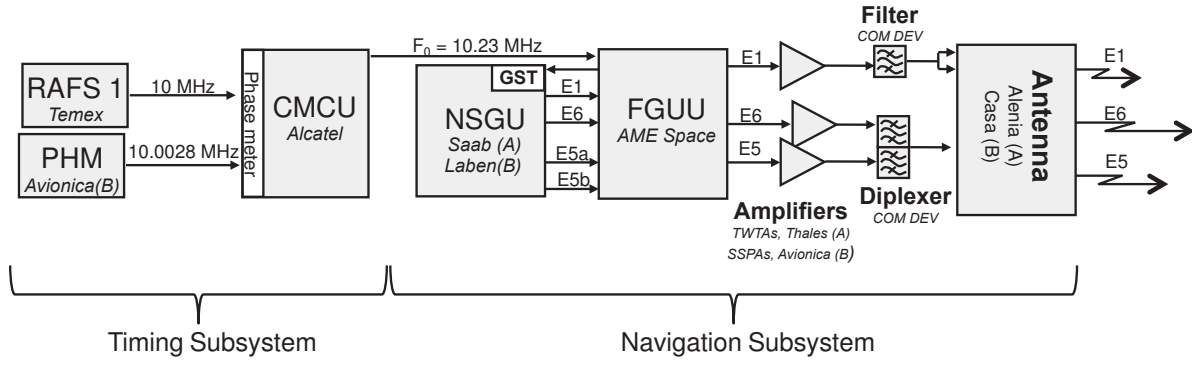 RAFS 1
Temex
PHM
Avionica(B)
10 MHz
10.0028 MHz
Phase meter
CMCU
Alcatel
F₀ = 10.23 MHz
GST
NSGU
Saab (A)
Laben(B)
E1
E6
E5a
E5b
FGUU
AME Space
E1
E6
E5
Amplifiers
TWTAs, Thales (A)
SSPAs, Avionica (B)
Filter
COM DEV
Diplexer
COM DEV
Antenna
Alenia (A)
Casa (B)
E1
E6
E5
Timing Subsystem
Navigation Subsystem